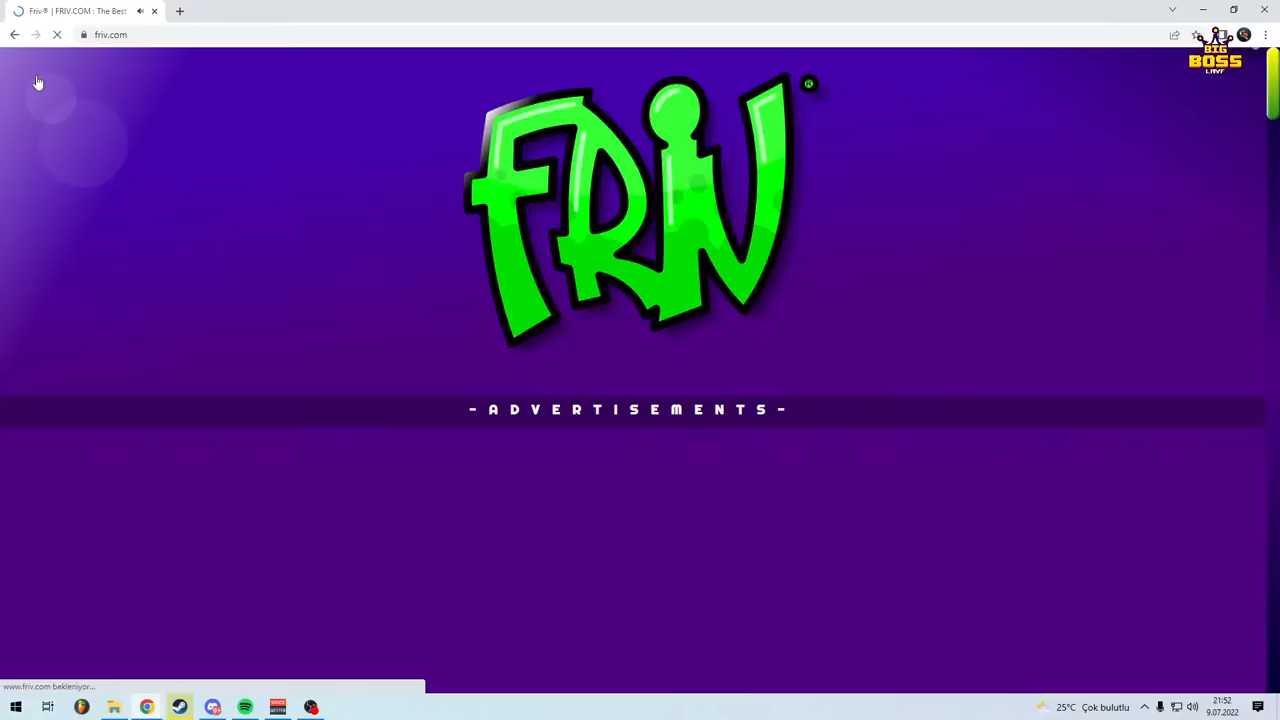 Friv® | FRIV.COM : The Best
friv.com
BIG
BOSS
LIVE
FRiV
®
- ADVERTISEMENTS -
www.friv.com bekleniyor...
25°C Çok bulutlu
21:52
9.07.2022